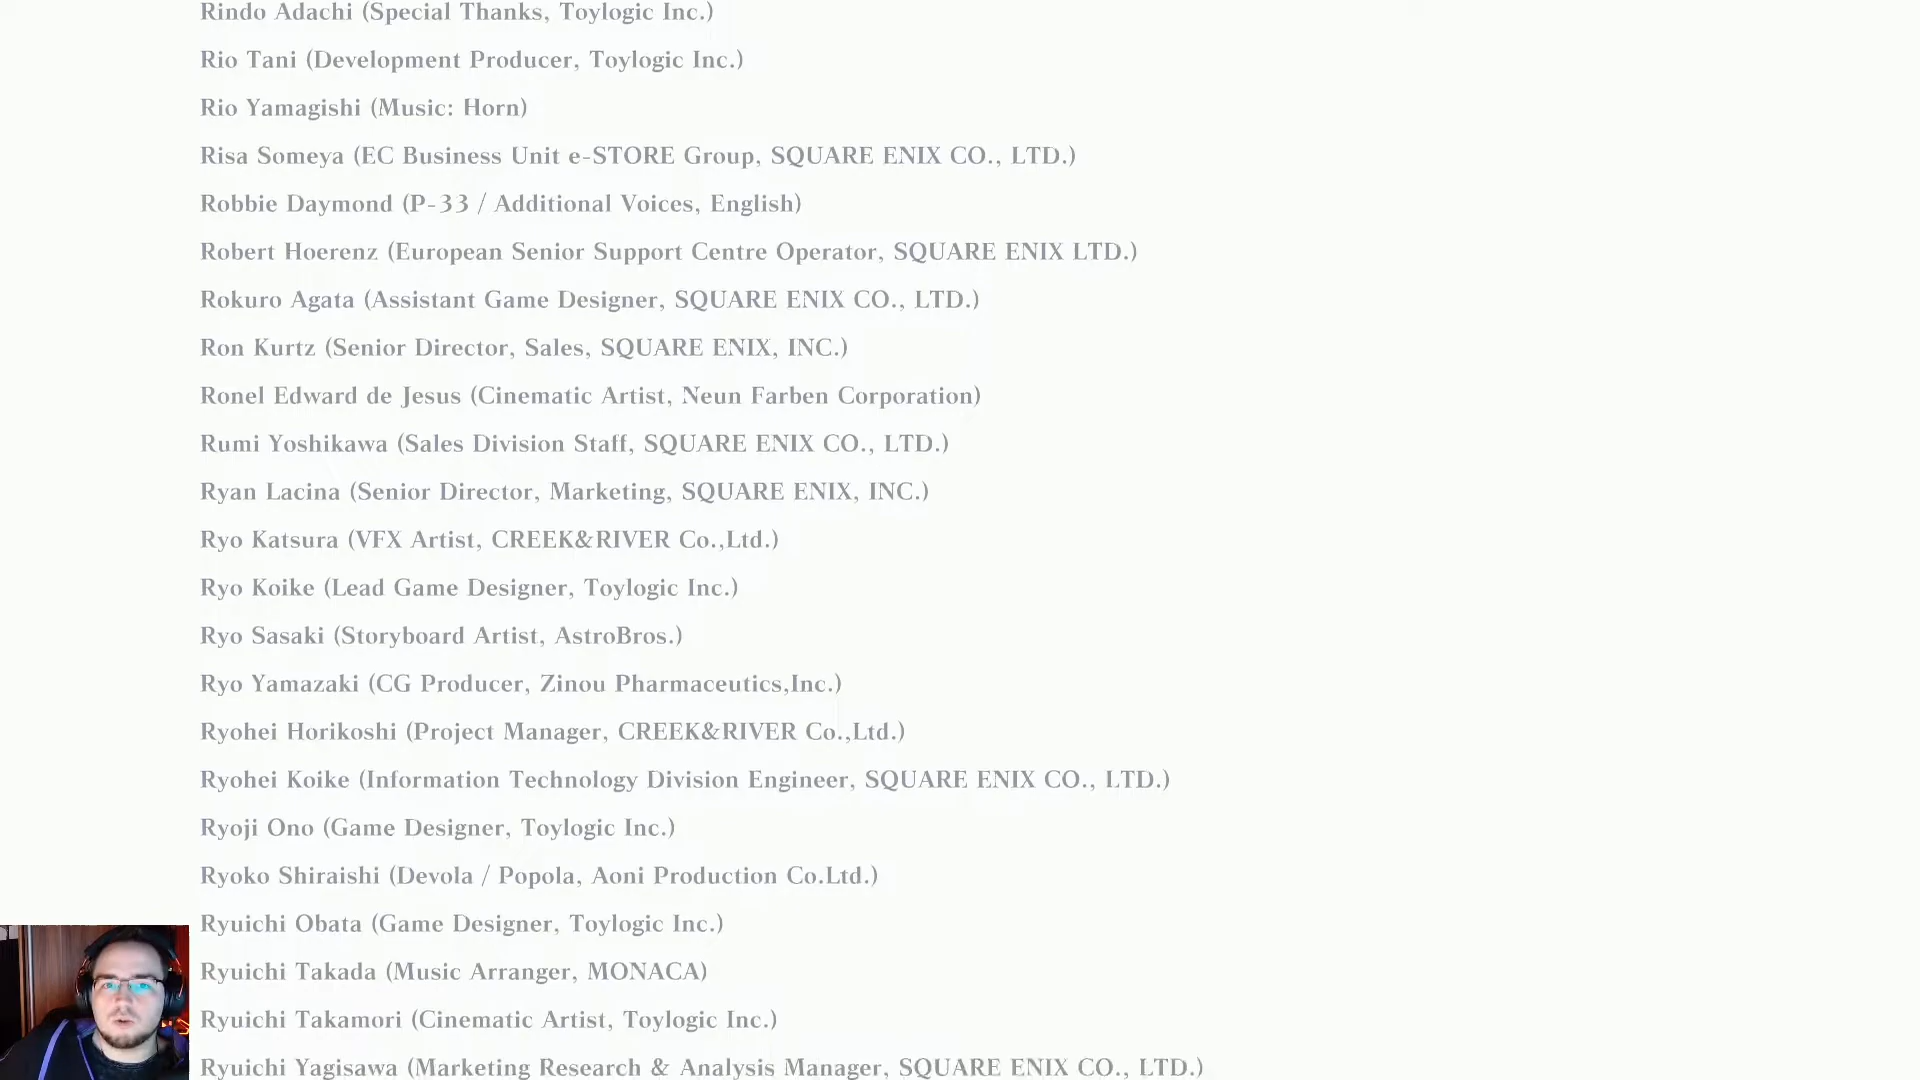 Rindo Adachi (Special Thanks, Toylogic Inc.)
Rio Tani (Development Producer, Toylogic Inc.)
Rio Yamagishi (Music: Horn)
Risa Someya (EC Business Unit e-STORE Group, SQUARE ENIX CO., LTD.)
Robbie Daymond (P-33 / Additional Voices, English)
Robert Hoerenz (European Senior Support Centre Operator, SQUARE ENIX LTD.)
Rokuro Agata (Assistant Game Designer, SQUARE ENIX CO., LTD.)
Ron Kurtz (Senior Director, Sales, SQUARE ENIX, INC.)
Ronel Edward de Jesus (Cinematic Artist, Neun Farben Corporation)
Rumi Yoshikawa (Sales Division Staff, SQUARE ENIX CO., LTD.)
Ryan Lacina (Senior Director, Marketing, SQUARE ENIX, INC.)
Ryo Katsura (VFX Artist, CREEK&RIVER Co.,Ltd.)
Ryo Koike (Lead Game Designer, Toylogic Inc.)
Ryo Sasaki (Storyboard Artist, AstroBros.)
Ryo Yamazaki (CG Producer, Zinou Pharmaceutics,Inc.)
Ryohei Horikoshi (Project Manager, CREEK&RIVER Co.,Ltd.)
Ryohei Koike (Information Technology Division Engineer, SQUARE ENIX CO., LTD.)
Ryoji Ono (Game Designer, Toylogic Inc.)
Ryoko Shiraishi (Devola / Popola, Aoni Production Co.Ltd.)
Ryuichi Obata (Game Designer, Toylogic Inc.)
Ryuichi Takada (Music Arranger, MONACA)
Ryuichi Takamori (Cinematic Artist, Toylogic Inc.)
Ryuichi Yagisawa (Marketing Research & Analysis Manager, SQUARE ENIX CO., LTD.)